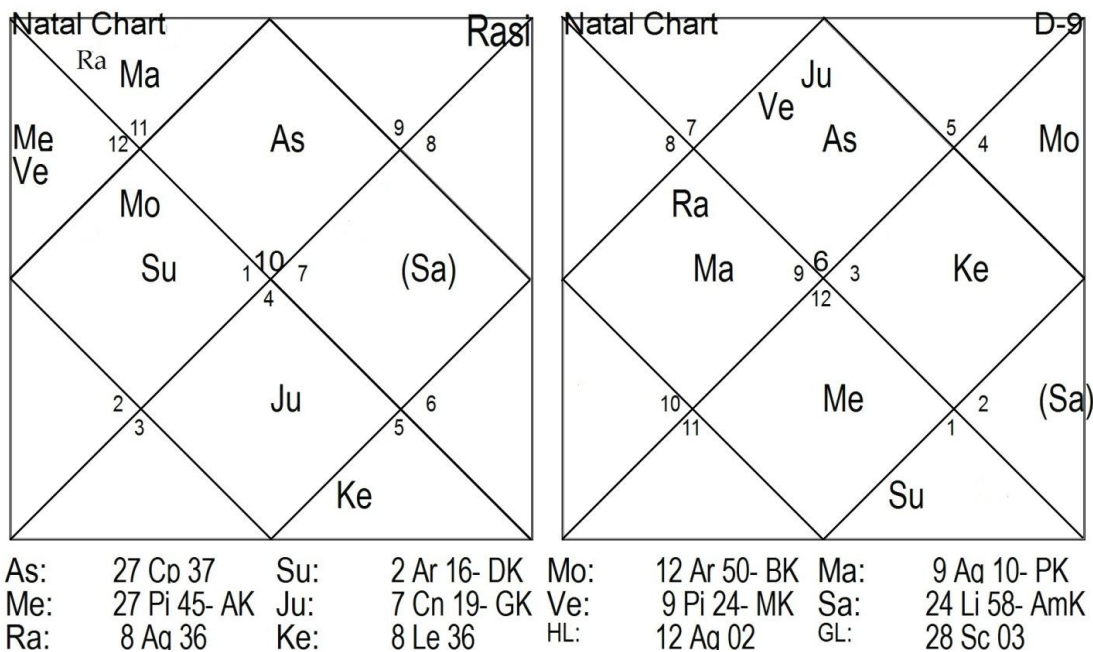 Natal Chart Rasi
Ra
Ma
11
Me 12 As 9 8
Ve
Mo
Su 1 10 7 (Sa)
4
2 Ju 6
3 5
Ke
Natal Chart D-9
Ju
Ve
7 5
8 As 4 Mo
Ra
Ma 9 6 3 Ke
12
10 Me 2 (Sa)
11 1
Su
As: 27 Cp 37 Su: 2 Ar 16- DK Mo: 12 Ar 50- BK Ma: 9 Aq 10- PK
Me: 27 Pi 45- AK Ju: 7 Cn 19- GK Ve: 9 Pi 24- MK Sa: 24 Li 58- AmK
Ra: 8 Aq 36 Ke: 8 Le 36 HL: 12 Aq 02 GL: 28 Sc 03